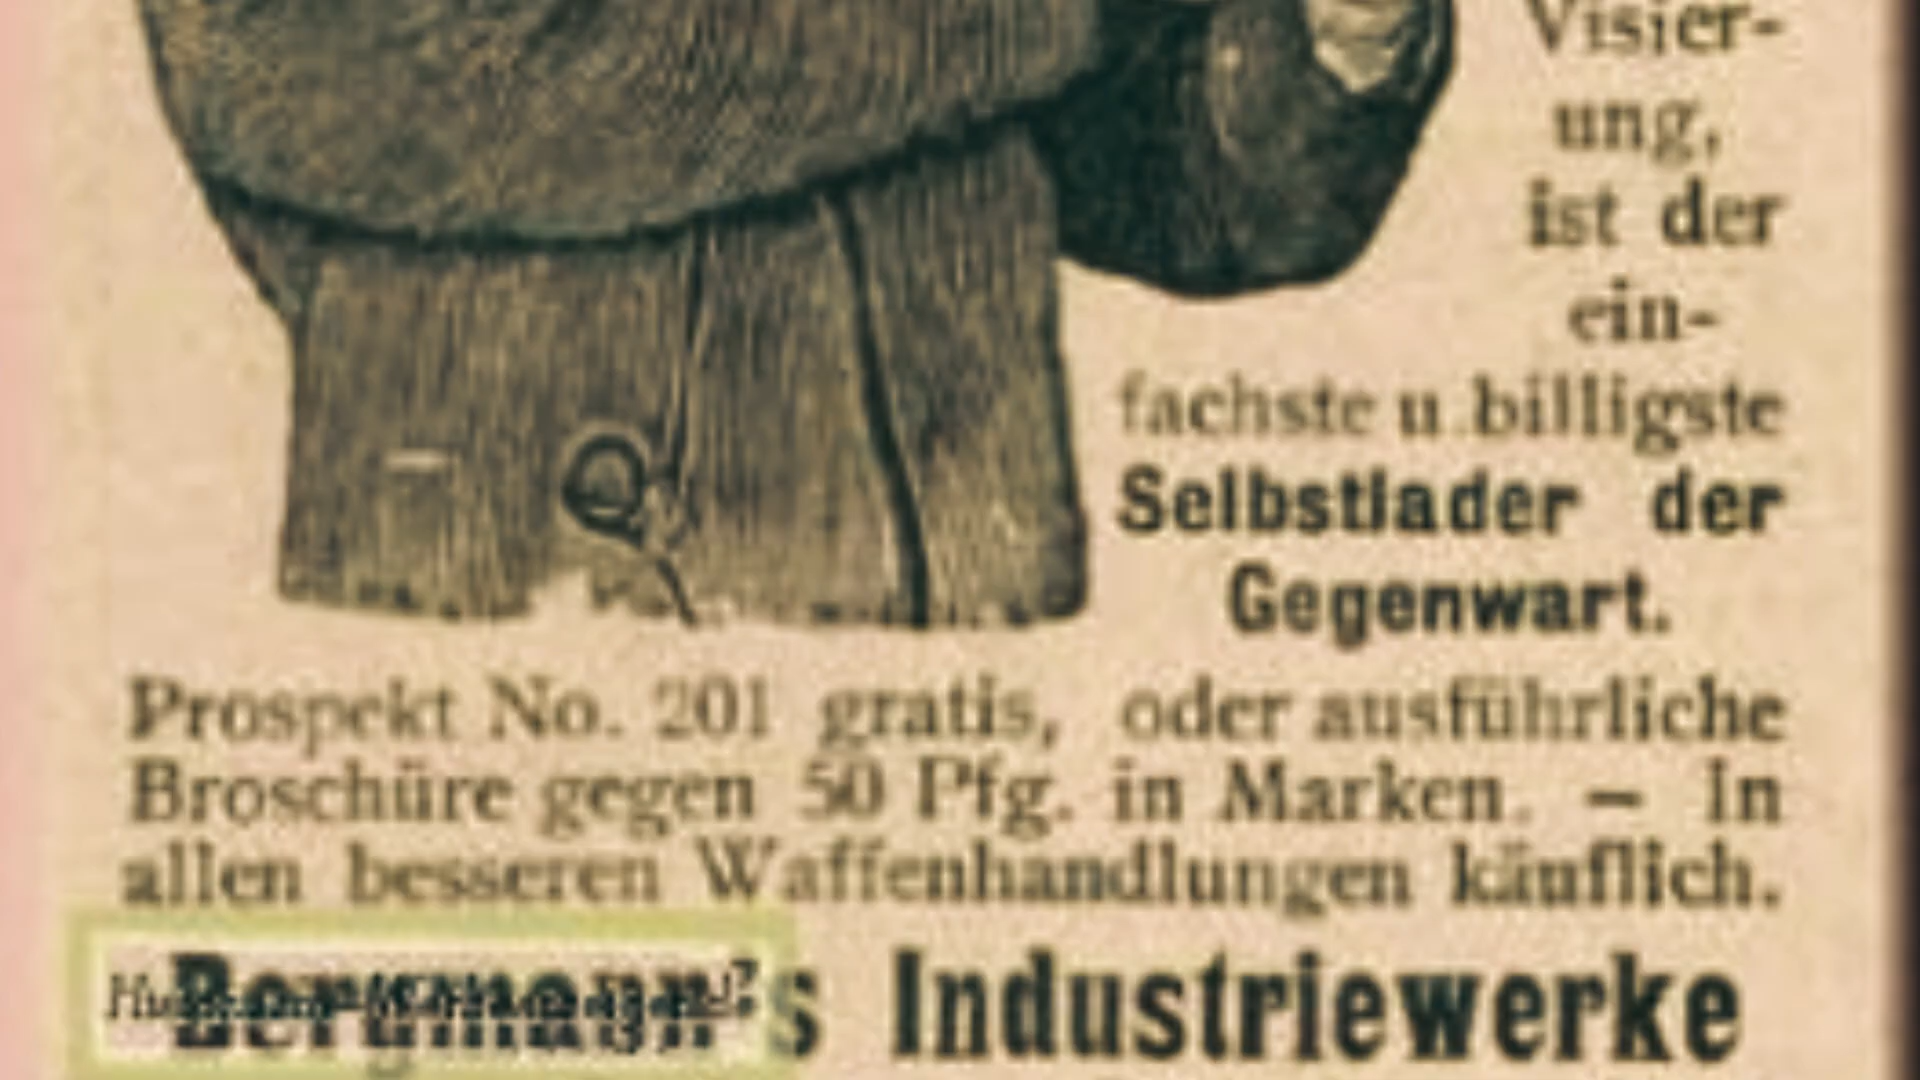 Visier-
ung,
ist der
ein-
fachste u. billigste
Selbstlader der
Gegenwart.
Prospekt No. 201 gratis, oder ausführliche
Broschüre gegen 50 Pfg. in Marken. — In
allen besseren Waffenhandlungen käuflich.
Bergmann's Industriewerke